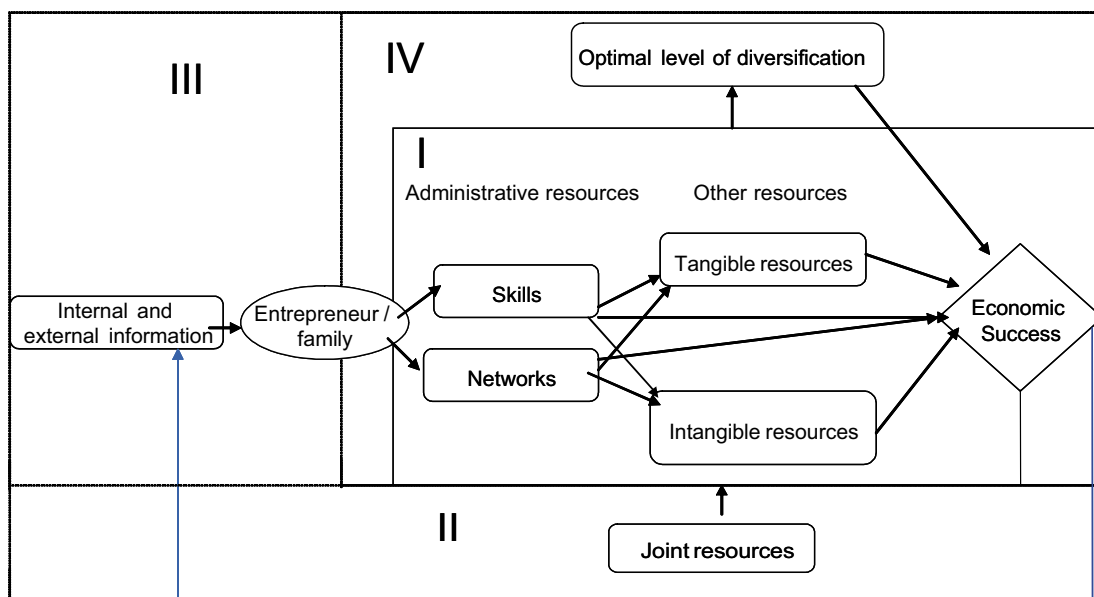 III
IV
Optimal level of diversification
I
Administrative resources
Other resources
Tangible resources
Skills
Internal and
external information
Entrepreneur /
family
Economic
Success
Networks
Intangible resources
II
Joint resources